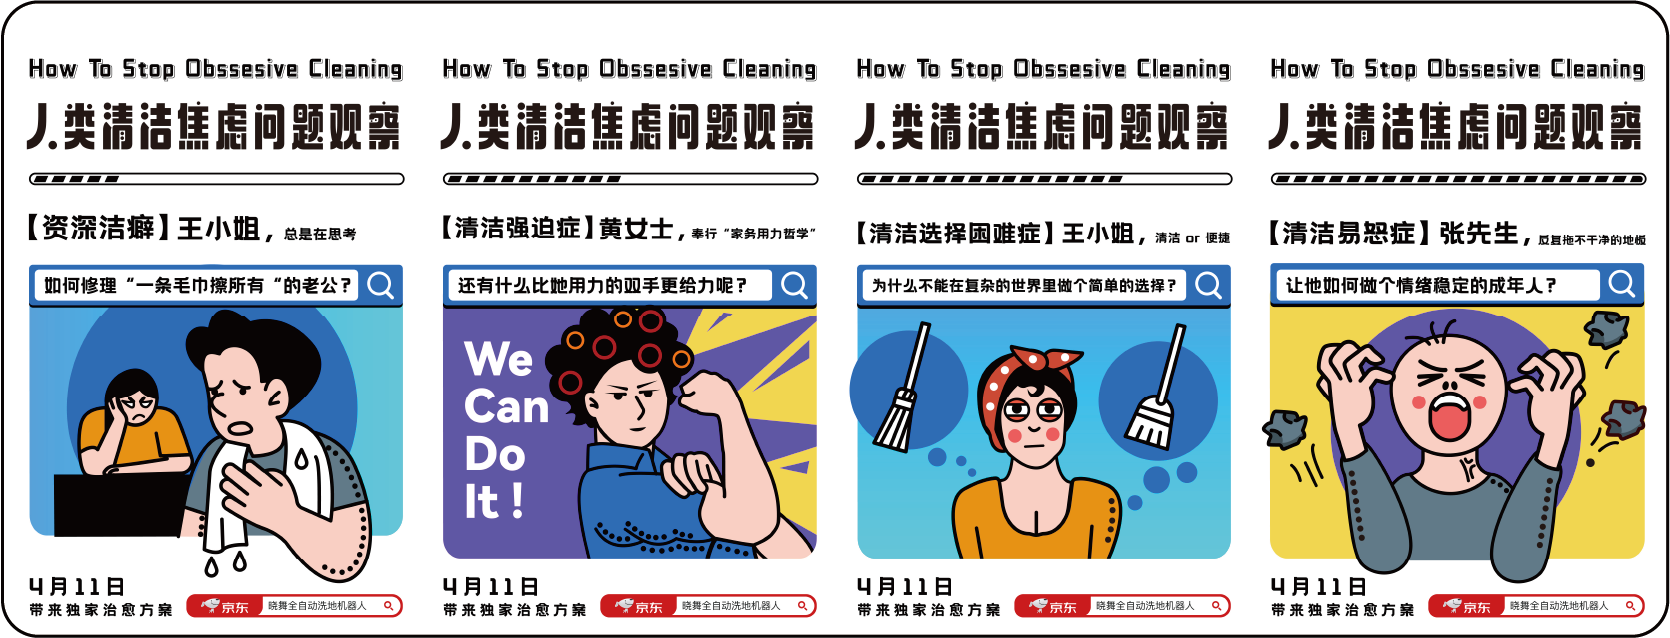 How To Stop Obssesive Cleaning
人类清洁焦虑问题观察
【资深洁癖】王小姐，总是在思考
如何修理“一条毛巾擦所有“的老公？
4月11日
带来独家治愈方案
京东 晓舞全自动洗地机器人
How To Stop Obssesive Cleaning
人类清洁焦虑问题观察
【清洁强迫症】黄女士，奉行“家务用力哲学”
还有什么比她用力的双手更给力呢？
We
Can
Do
It !
4月11日
带来独家治愈方案
京东 晓舞全自动洗地机器人
How To Stop Obssesive Cleaning
人类清洁焦虑问题观察
【清洁选择困难症】王小姐，清洁 or 便捷
为什么不能在复杂的世界里做个简单的选择？
4月11日
带来独家治愈方案
京东 晓舞全自动洗地机器人
How To Stop Obssesive Cleaning
人类清洁焦虑问题观察
【清洁易怒症】张先生，反复拖不干净的地板
让他如何做个情绪稳定的成年人？
4月11日
带来独家治愈方案
京东 晓舞全自动洗地机器人